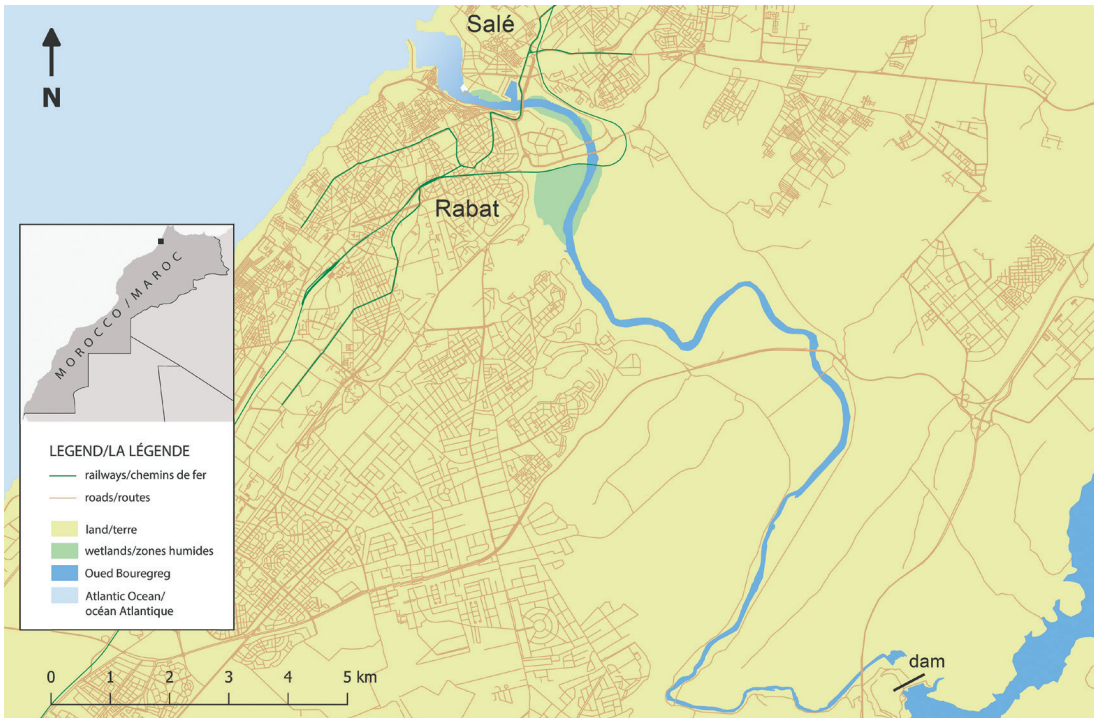 Salé
N
Rabat
MOROCCO/MAROC
LEGEND/LA LÉGENDE
railways/chemins de fer
roads/routes
land/terre
wetlands/zones humides
Oued Bouregreg
Atlantic Ocean/
océan Atlantique
dam
0 1 2 3 4 5 km